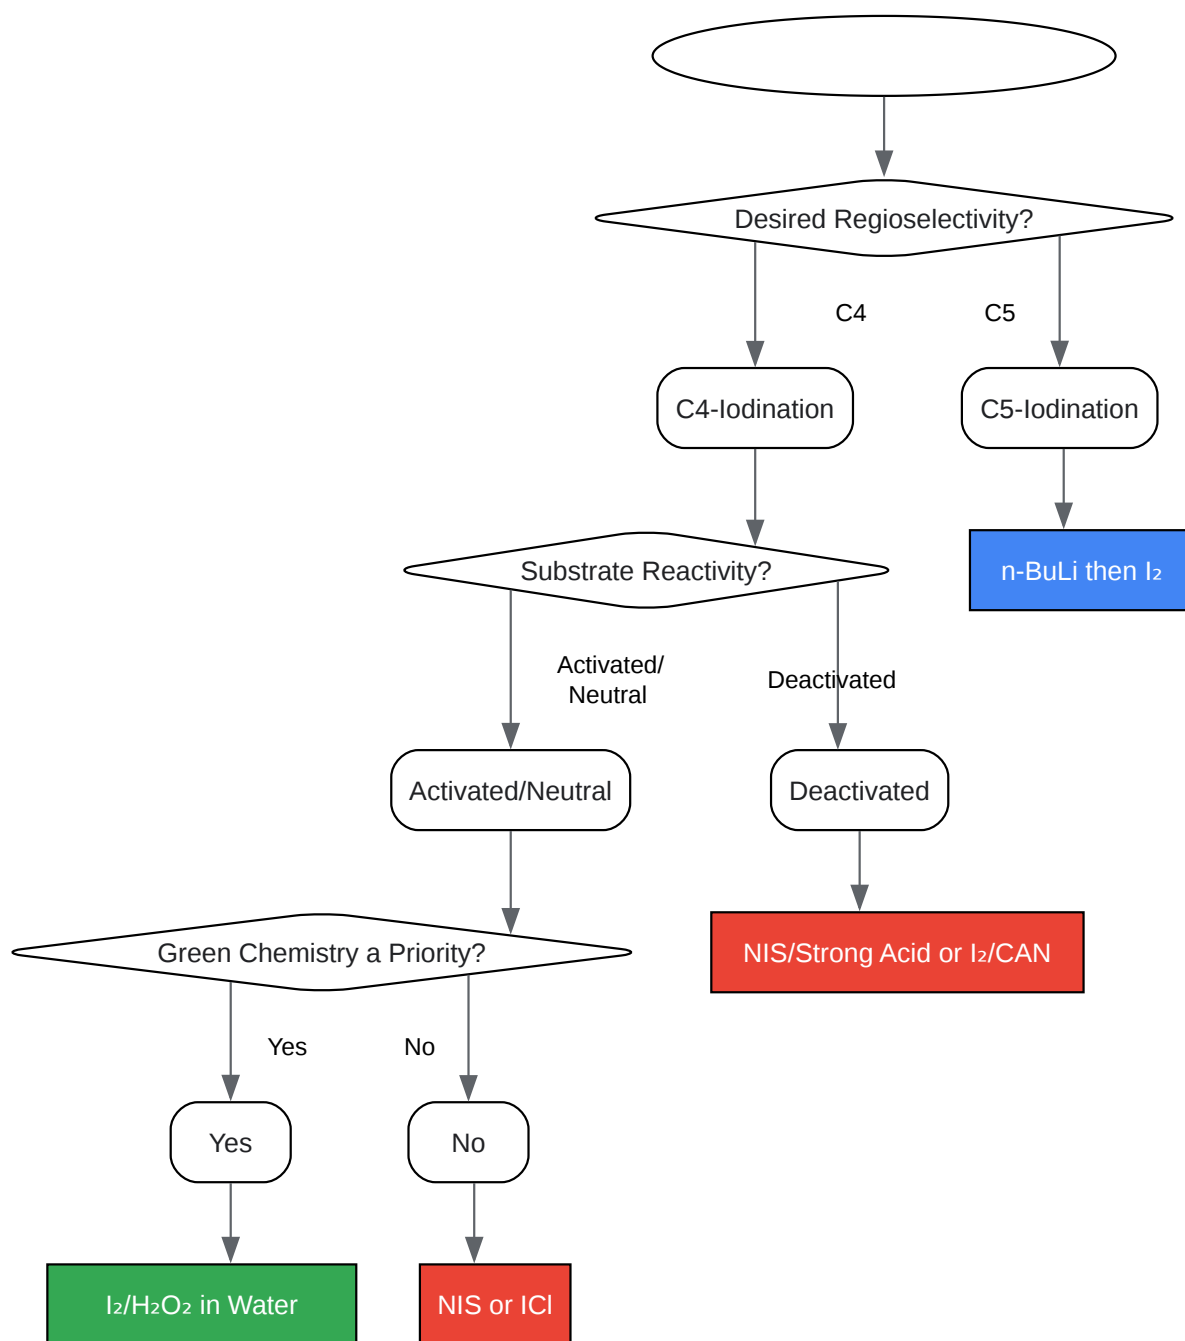 Desired Regioselectivity?
C4
C5
C4-Iodination
C5-Iodination
Substrate Reactivity?
n-BuLi then I₂
Activated/
Neutral
Deactivated
Activated/Neutral
Deactivated
Green Chemistry a Priority?
NIS/Strong Acid or I₂/CAN
Yes
No
Yes
No
I₂/H₂O₂ in Water
NIS or ICl